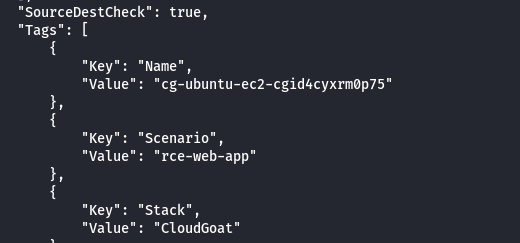 "SourceDestCheck": true,
"Tags": [
{
"Key": "Name",
"Value": "cg-ubuntu-ec2-cgid4cyxrm0p75"
},
{
"Key": "Scenario",
"Value": "rce-web-app"
},
{
"Key": "Stack",
"Value": "CloudGoat"